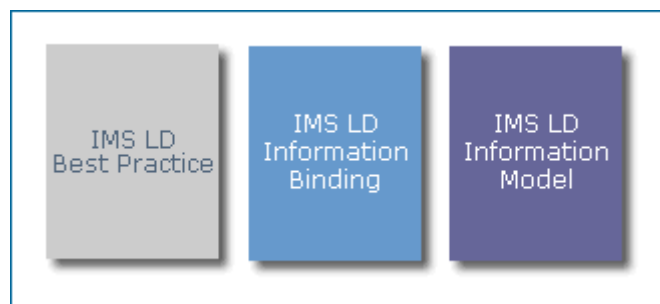 IMS LD
Best Practice
IMS LD
Information
Binding
IMS LD
Information
Model